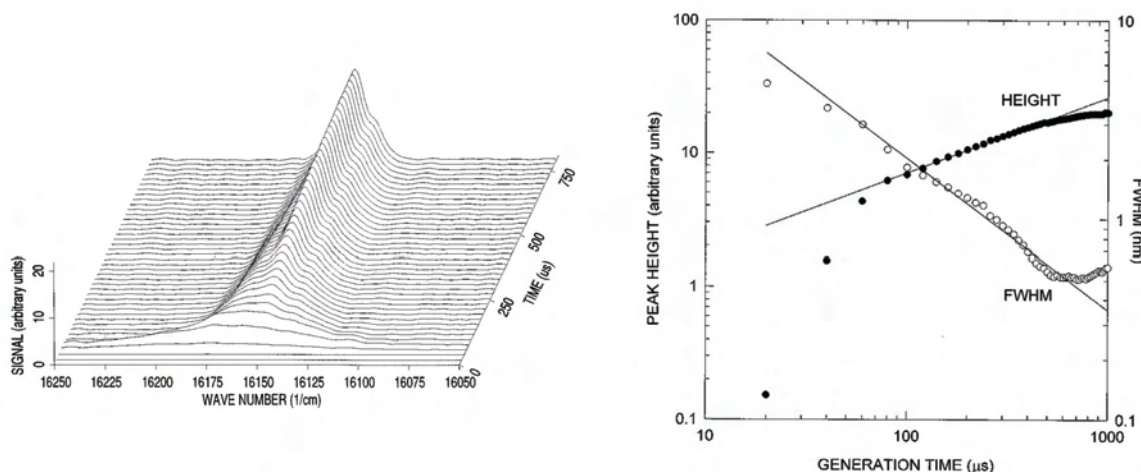 SIGNAL (arbitrary units)
20
10
0
16250 16225 16200 16175 16150 16125 16100 16075 16050
WAVE NUMBER (1/cm)
0
250
500
750
TIME (μs)
PEAK HEIGHT (arbitrary units)
100
10
1
0.1
10 100 1000
GENERATION TIME (μs)
HEIGHT
FWHM
10
1
0.1
FWHM (nm)